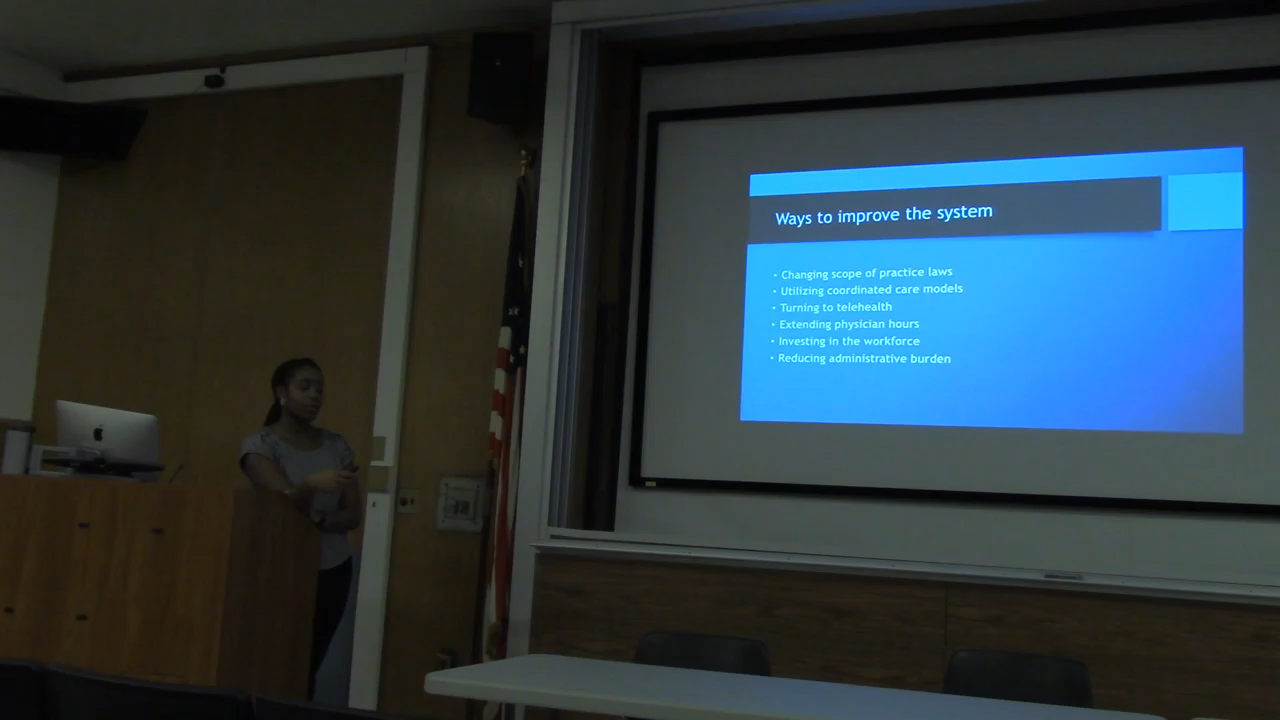 Ways to improve the system
• Changing scope of practice laws
• Utilizing coordinated care models
• Turning to telehealth
• Extending physician hours
• Investing in the workforce
• Reducing administrative burden